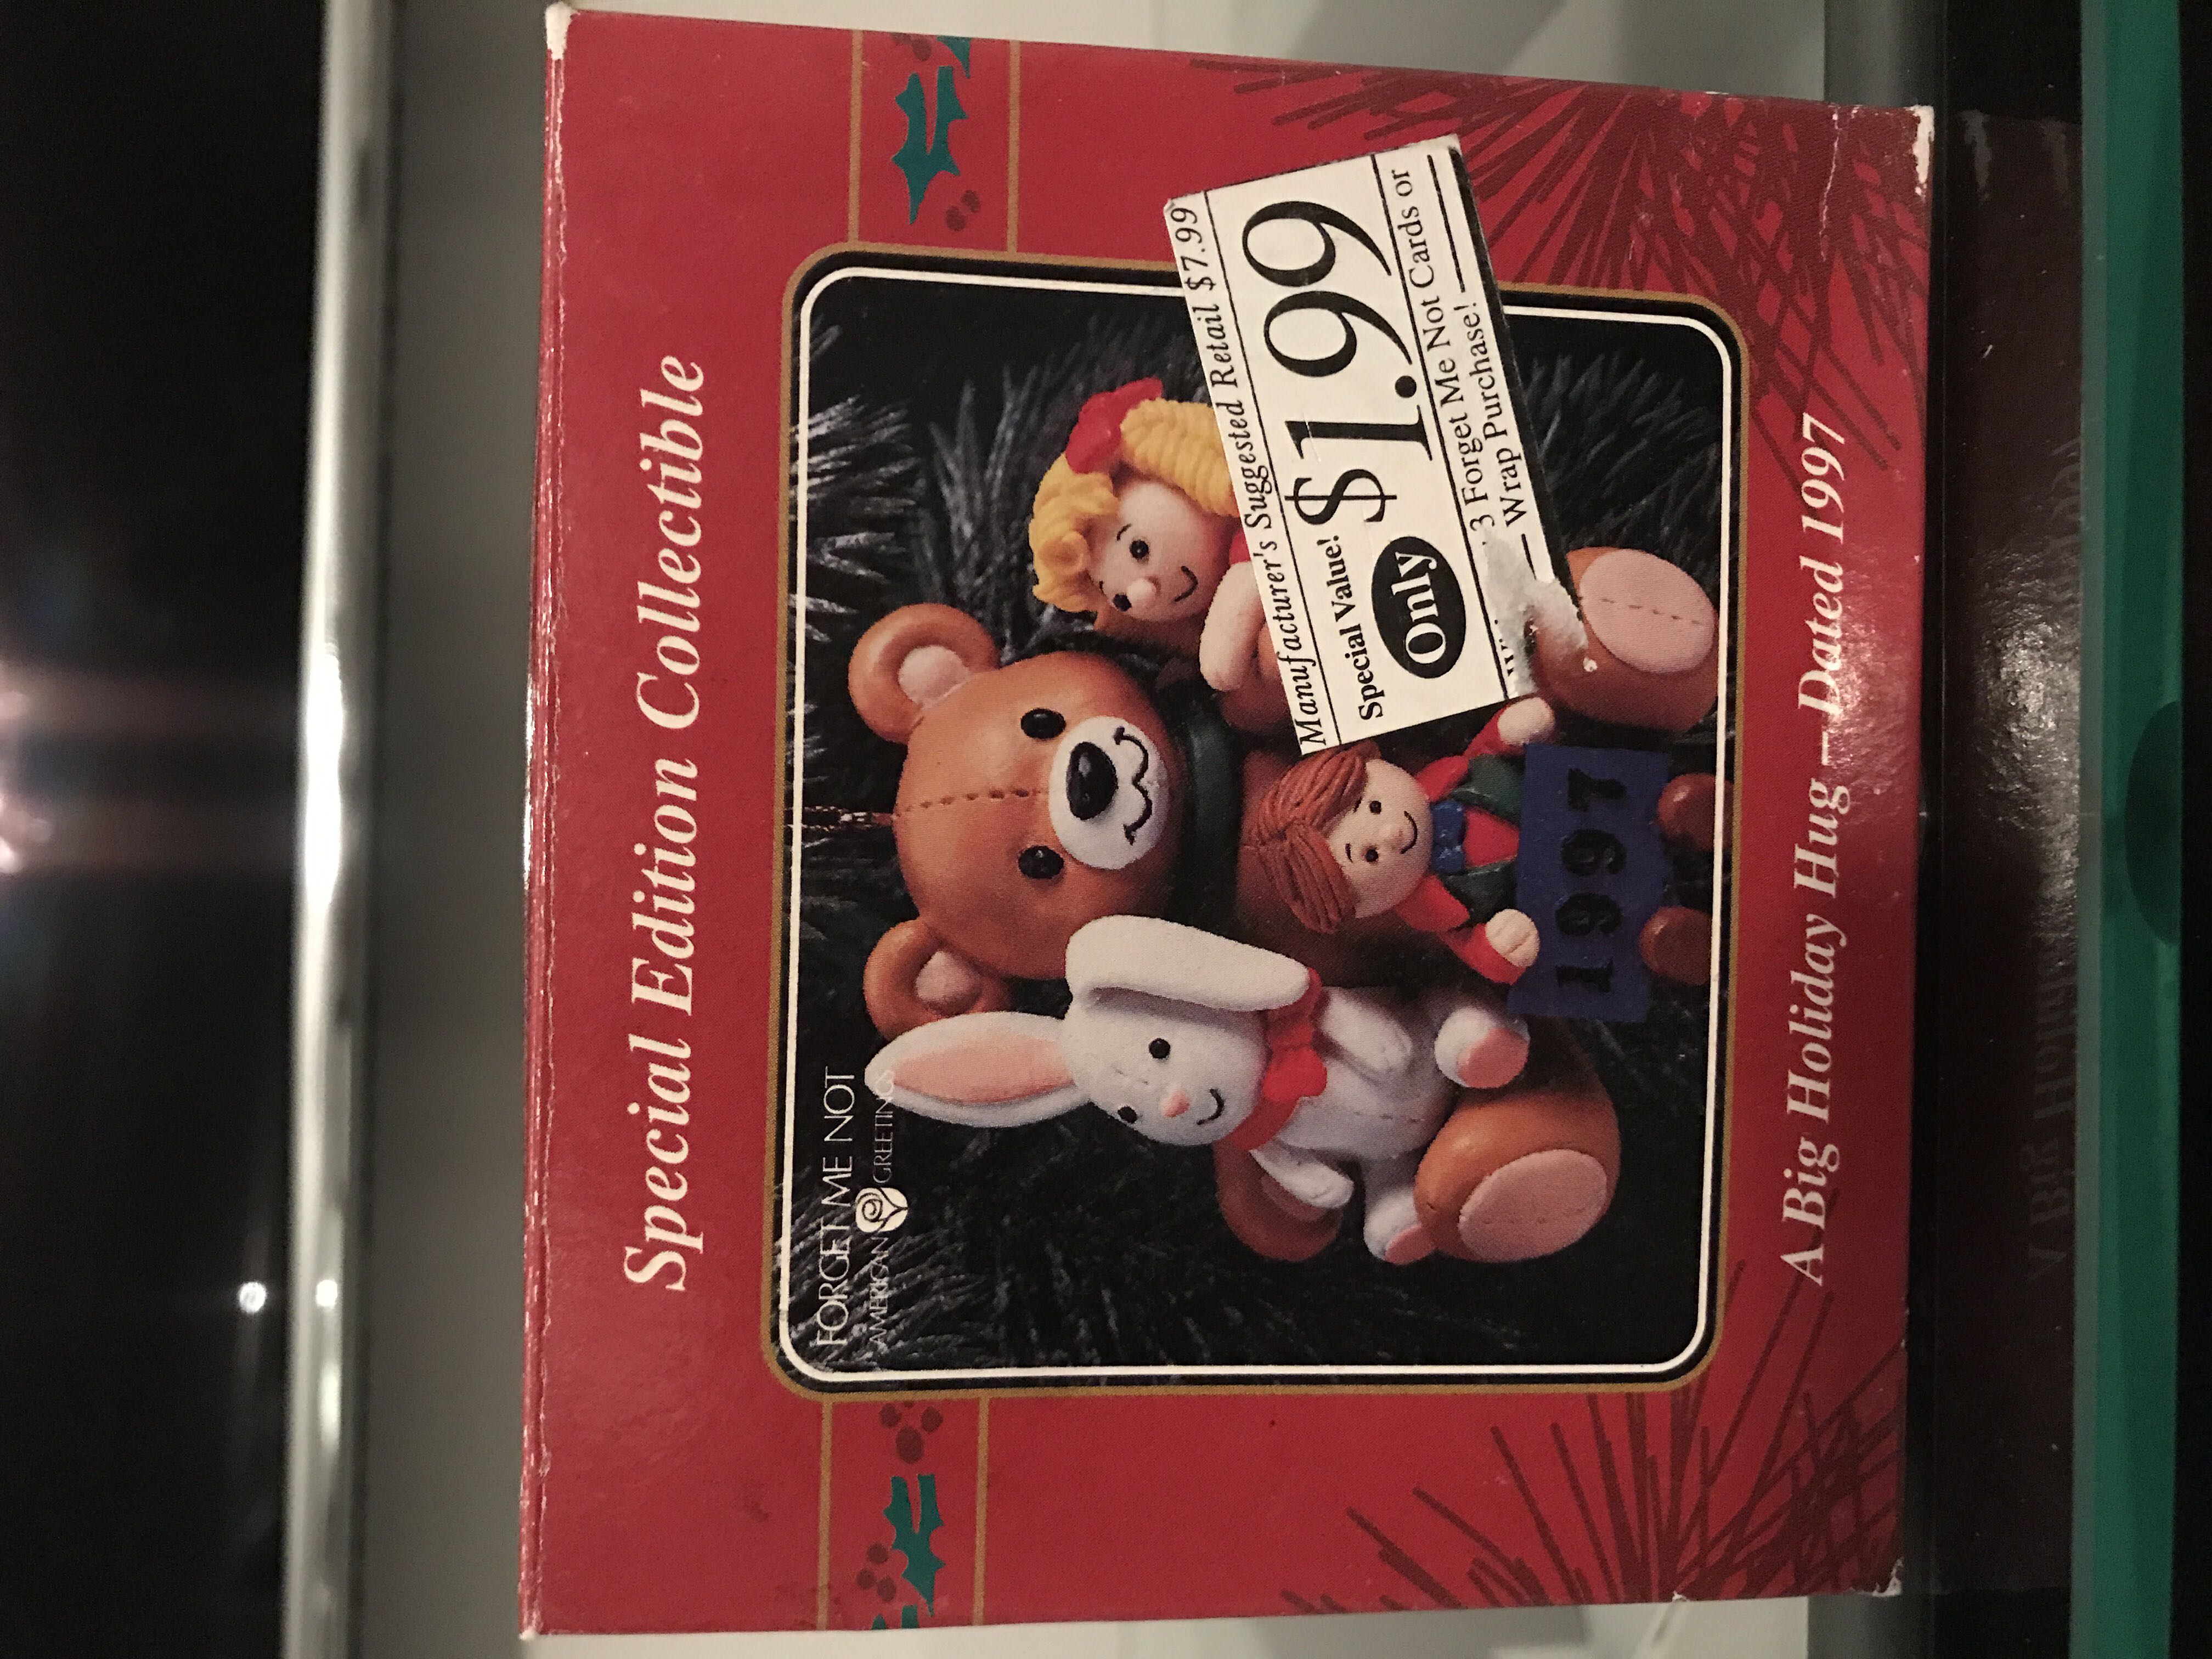 Special Edition Collectible
FORGET ME NOT
AMERICAN GREETINGS
Manufacturer's Suggested Retail $7.99
Special Value!
Only $1.99
3 Forget Me Not Cards or
Wrap Purchase!
1997
A Big Holiday Hug—Dated 1997